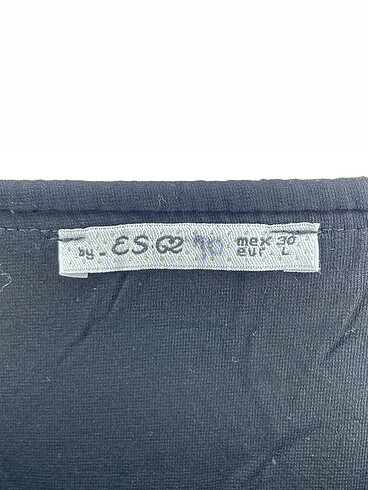 by - ES
mex 30
eur. L